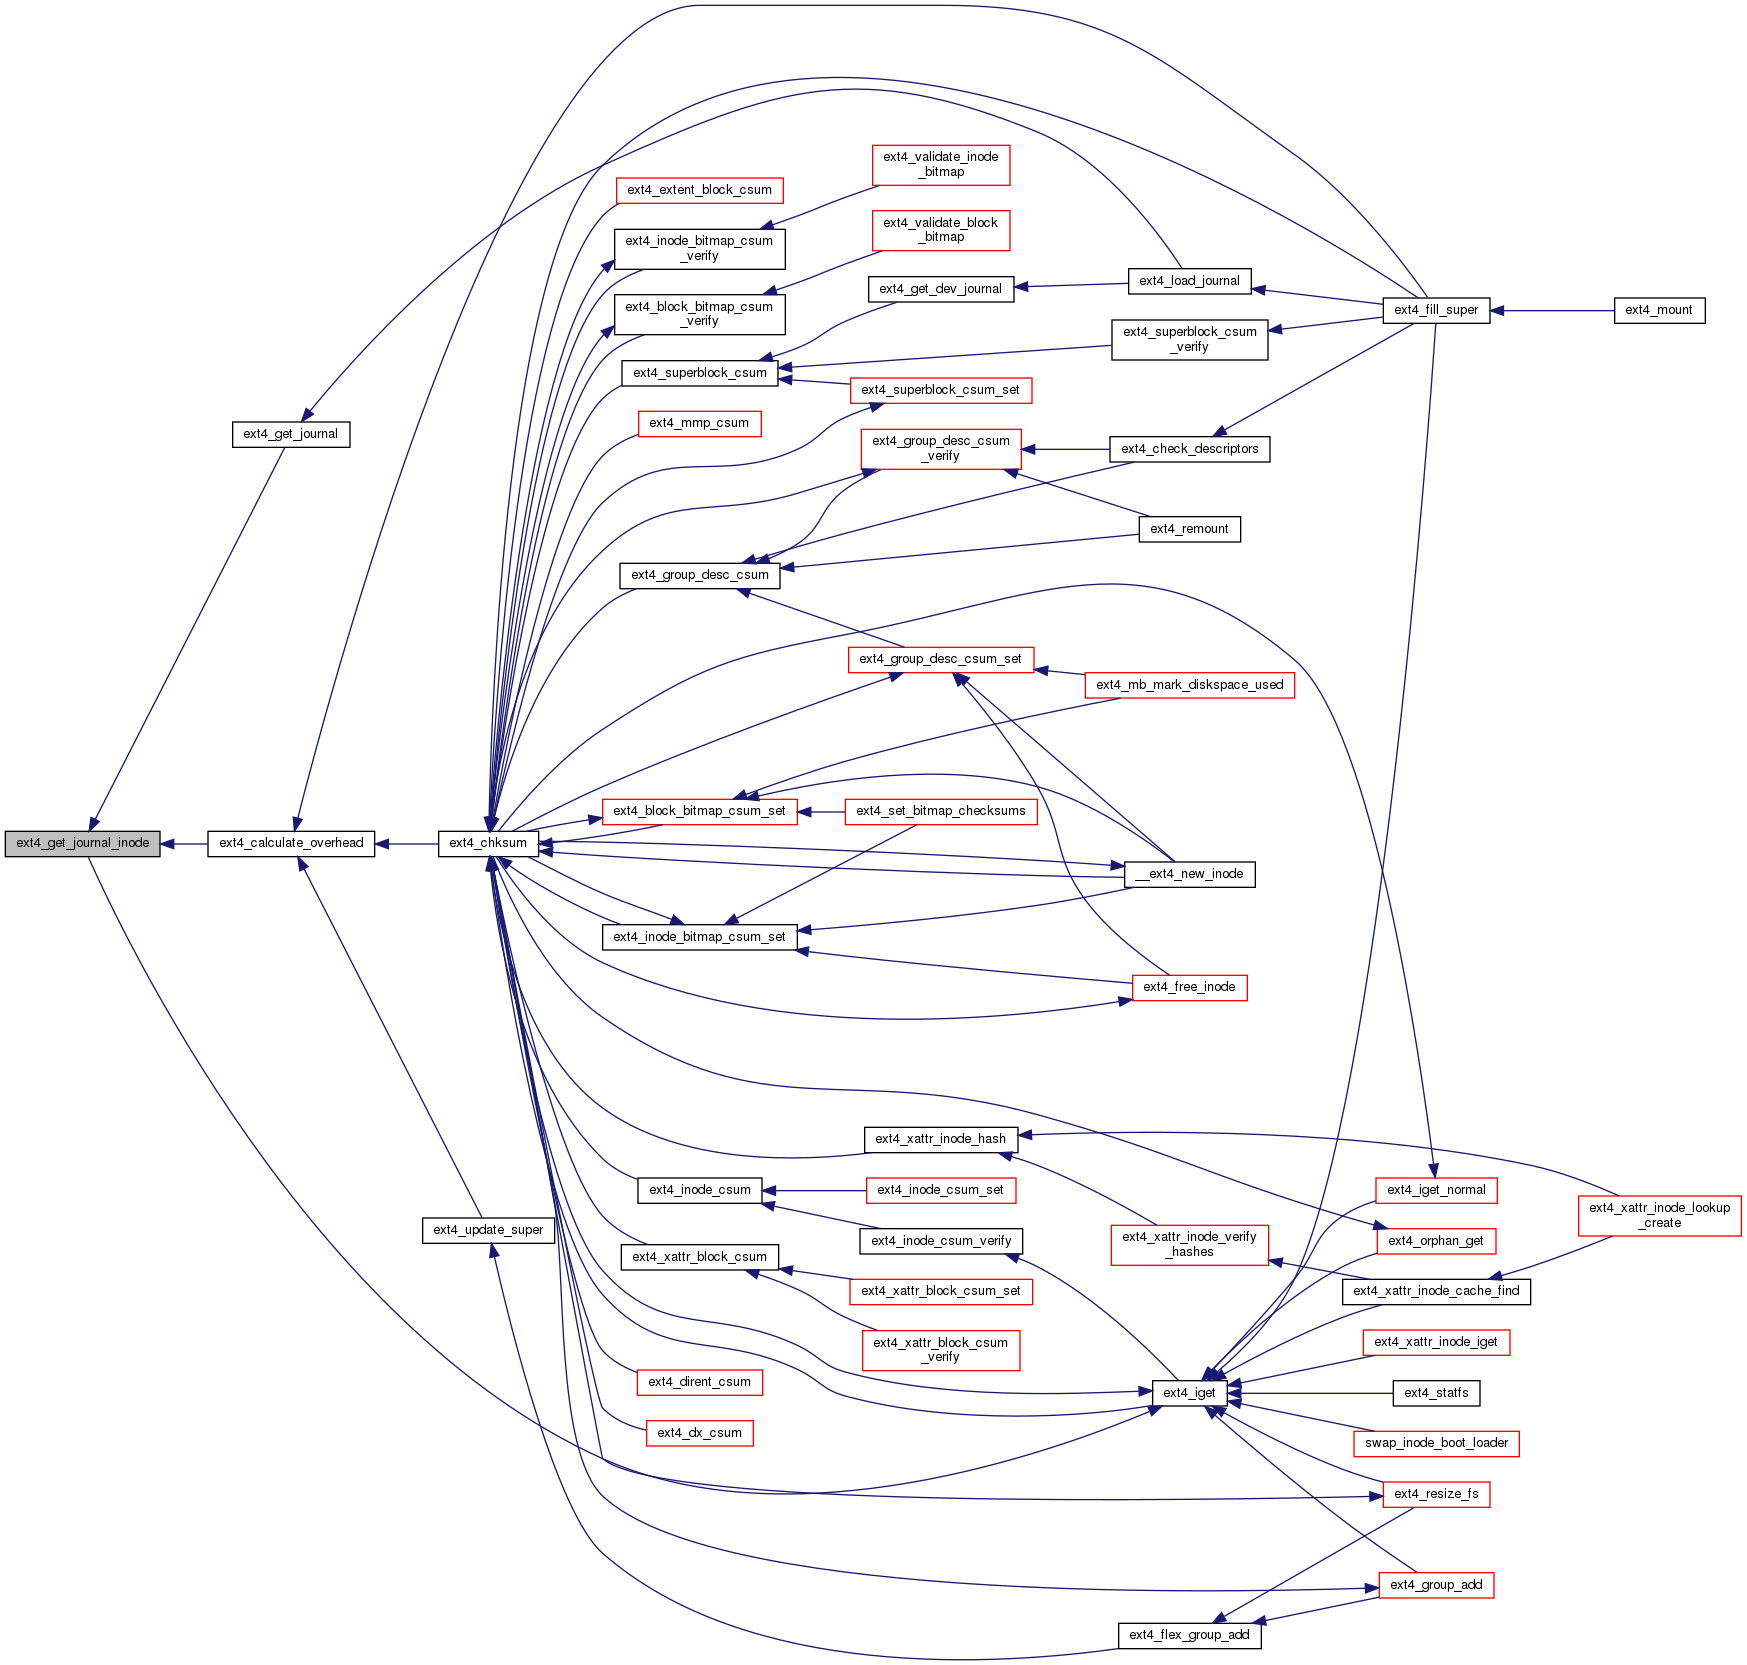 ext4_validate_inode
_bitmap
ext4_extent_block_csum
ext4_inode_bitmap_csum
_verify
ext4_validate_block
_bitmap
ext4_get_dev_journal
ext4_load_journal
ext4_block_bitmap_csum
_verify
ext4_fill_super
ext4_mount
ext4_superblock_csum
_verify
ext4_superblock_csum
ext4_superblock_csum_set
ext4_mmp_csum
ext4_get_journal
ext4_group_desc_csum
_verify
ext4_check_descriptors
ext4_remount
ext4_group_desc_csum
ext4_group_desc_csum_set
ext4_mb_mark_diskspace_used
ext4_block_bitmap_csum_set
ext4_set_bitmap_checksums
ext4_get_journal_inode
ext4_calculate_overhead
ext4_chksum
__ext4_new_inode
ext4_inode_bitmap_csum_set
ext4_free_inode
ext4_xattr_inode_hash
ext4_inode_csum
ext4_inode_csum_set
ext4_iget_normal
ext4_xattr_inode_lookup
_create
ext4_update_super
ext4_inode_csum_verify
ext4_xattr_inode_verify
_hashes
ext4_orphan_get
ext4_xattr_block_csum
ext4_xattr_block_csum_set
ext4_xattr_inode_cache_find
ext4_xattr_block_csum
_verify
ext4_xattr_inode_iget
ext4_dirent_csum
ext4_iget
ext4_statfs
ext4_dx_csum
swap_inode_boot_loader
ext4_resize_fs
ext4_group_add
ext4_flex_group_add